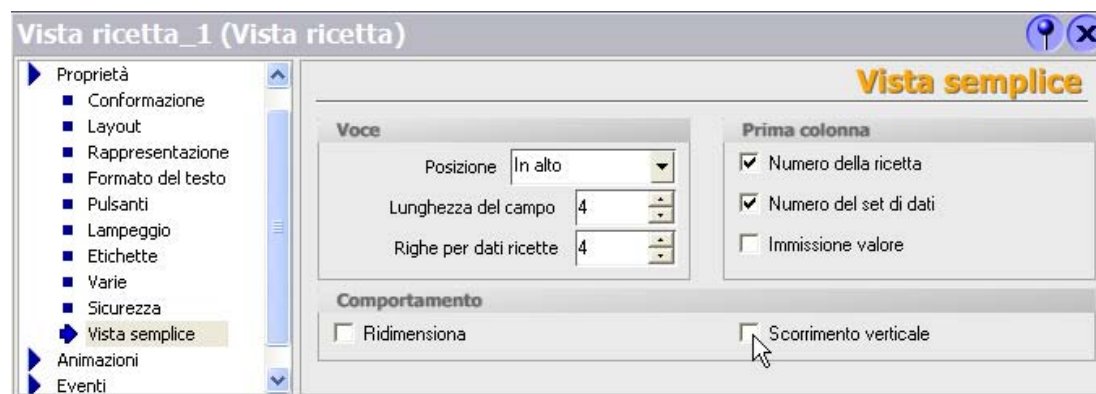 Vista ricetta_1 (Vista ricetta)
Proprietà
Conformazione
Layout
Rappresentazione
Formato del testo
Pulsanti
Lampeggio
Etichette
Varie
Sicurezza
Vista semplice
Animazioni
Eventi
Vista semplice
Voce
Posizione In alto
Lunghezza del campo 4
Righe per dati ricette 4
Prima colonna
Numero della ricetta
Numero del set di dati
Immissione valore
Comportamento
Ridimensiona
Scorrimento verticale